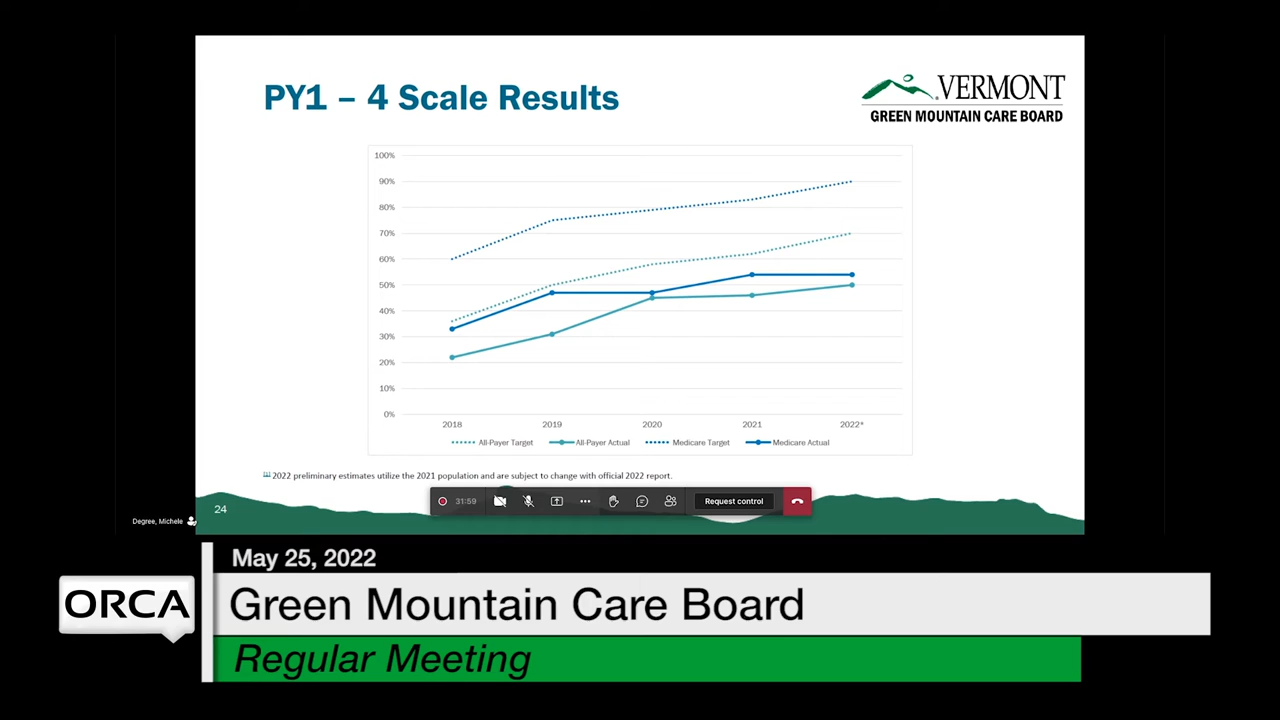 PY1 – 4 Scale Results
VERMONT
GREEN MOUNTAIN CARE BOARD
100%
90%
80%
70%
60%
50%
40%
30%
20%
10%
0%
2018 2019 2020 2021 2022*
All-Payer Target All-Payer Actual Medicare Target Medicare Actual
[1] 2022 preliminary estimates utilize the 2021 population and are subject to change with official 2022 report.
24
31:59
Request control
Degree, Michele
May 25, 2022
ORCA
Green Mountain Care Board
Regular Meeting